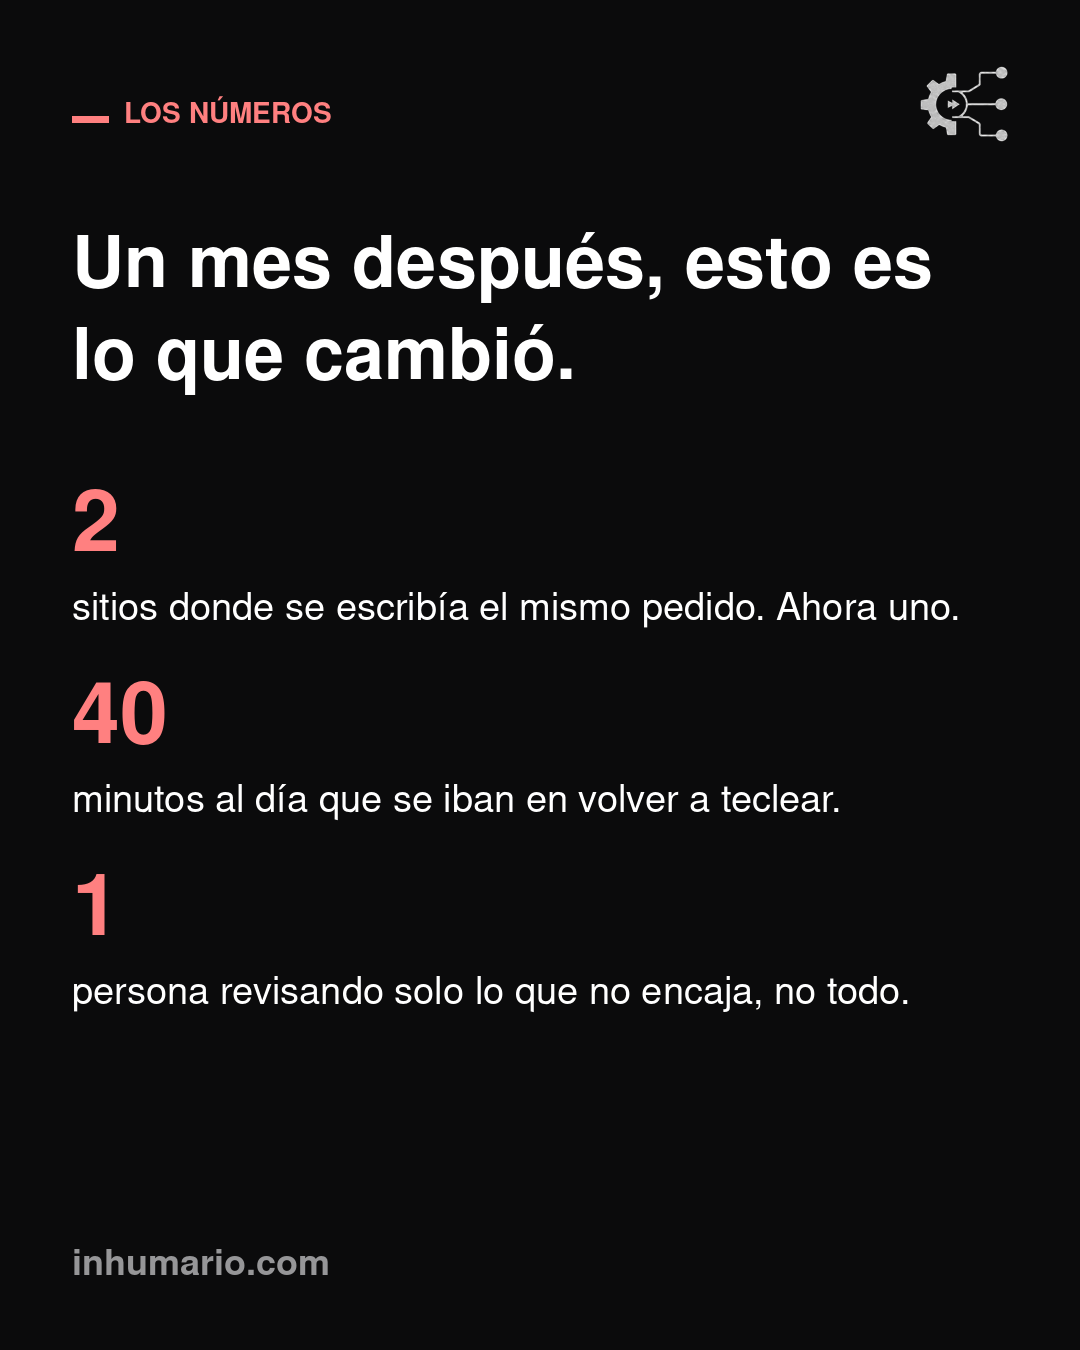 LOS NÚMEROS
Un mes después, esto es
lo que cambió.
2
sitios donde se escribía el mismo pedido. Ahora uno.
40
minutos al día que se iban en volver a teclear.
1
persona revisando solo lo que no encaja, no todo.
inhumario.com